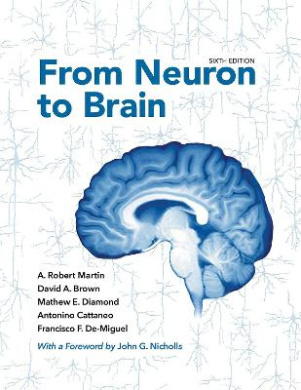 From Neuron
SIXTH EDITION
to Brain
A. Robert Martin
David A. Brown
Mathew E. Diamond
Antonino Cattaneo
Francisco F. De-Miguel
With a Foreword by John G. Nicholls